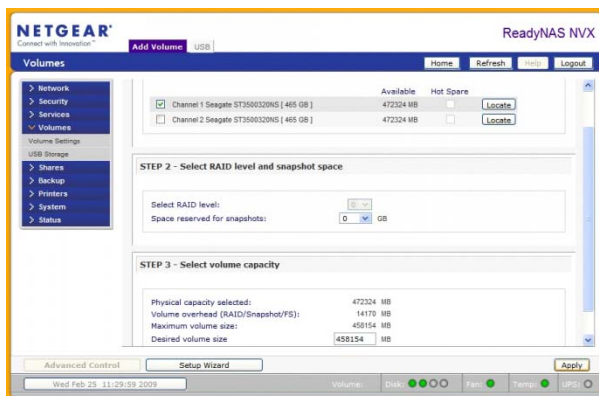 NETGEAR®
Connect with Innovation™
ReadyNAS NVX
Add Volume USB
Volumes
Home Refresh Help Logout
> Network
> Security
> Services
Volumes
Volume Settings
USB Storage
> Shares
> Backup
> Printers
> System
> Status
Available Hot Spare
Channel 1 Seagate ST3500320NS [ 465 GB ] 472324 MB Locate
Channel 2 Seagate ST3500320NS [ 465 GB ] 472324 MB Locate
STEP 2 - Select RAID level and snapshot space
Select RAID level: 0
Space reserved for snapshots: 0 GB
STEP 3 - Select volume capacity
Physical capacity selected: 472324 MB
Volume overhead (RAID/Snapshot/FS): 14170 MB
Maximum volume size: 458154 MB
Desired volume size 458154 MB
Advanced Control Setup Wizard Apply
Wed Feb 25 11:29:59 2009 Volume: Disk: Fan: Temp: UPS: